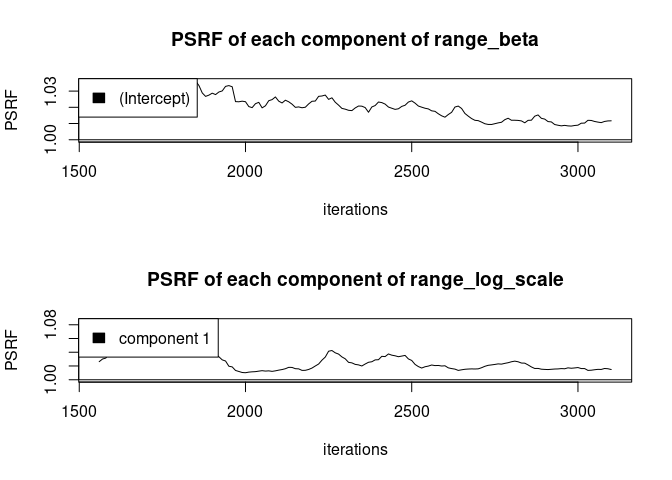 PSRF of each component of range_beta
PSRF
1.03
1.00
(Intercept)
1500 2000 2500 3000
iterations
PSRF of each component of range_log_scale
PSRF
1.08
1.00
component 1
1500 2000 2500 3000
iterations